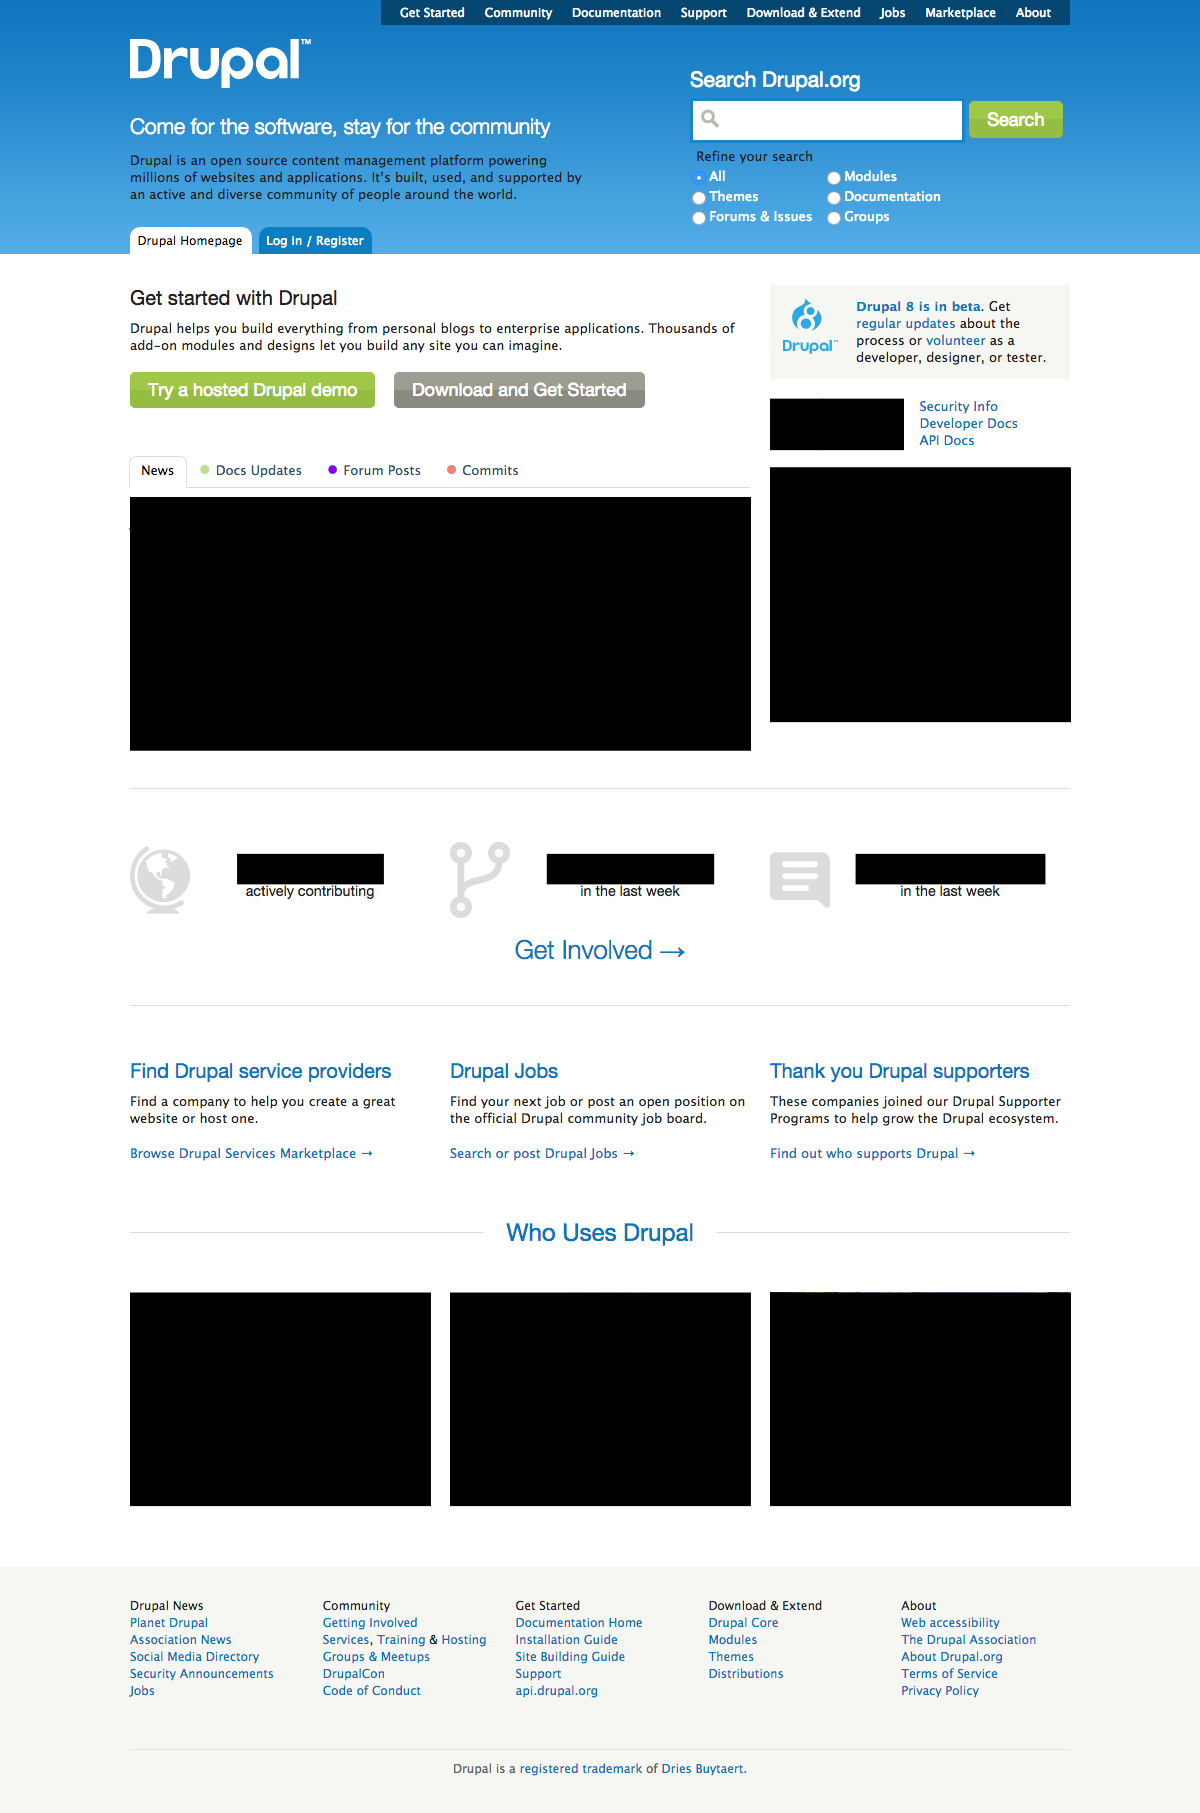 Get Started Community Documentation Support Download & Extend Jobs Marketplace About
Drupal™
Come for the software, stay for the community
Drupal is an open source content management platform powering
millions of websites and applications. It’s built, used, and supported by
an active and diverse community of people around the world.
Search Drupal.org
Search
Refine your search
All Modules
Themes Documentation
Forums & Issues Groups
Drupal Homepage Log in / Register
Get started with Drupal
Drupal helps you build everything from personal blogs to enterprise applications. Thousands of
add-on modules and designs let you build any site you can imagine.
Try a hosted Drupal demo Download and Get Started
Drupal™
Drupal 8 is in beta. Get
regular updates about the
process or volunteer as a
developer, designer, or tester.
Security Info
Developer Docs
API Docs
News Docs Updates Forum Posts Commits
actively contributing
in the last week
in the last week
Get Involved →
Find Drupal service providers
Find a company to help you create a great
website or host one.
Browse Drupal Services Marketplace →
Drupal Jobs
Find your next job or post an open position on
the official Drupal community job board.
Search or post Drupal Jobs →
Thank you Drupal supporters
These companies joined our Drupal Supporter
Programs to help grow the Drupal ecosystem.
Find out who supports Drupal →
Who Uses Drupal
Drupal News
Planet Drupal
Association News
Social Media Directory
Security Announcements
Jobs
Community
Getting Involved
Services, Training & Hosting
Groups & Meetups
DrupalCon
Code of Conduct
Get Started
Documentation Home
Installation Guide
Site Building Guide
Support
api.drupal.org
Download & Extend
Drupal Core
Modules
Themes
Distributions
About
Web accessibility
The Drupal Association
About Drupal.org
Terms of Service
Privacy Policy
Drupal is a registered trademark of Dries Buytaert.